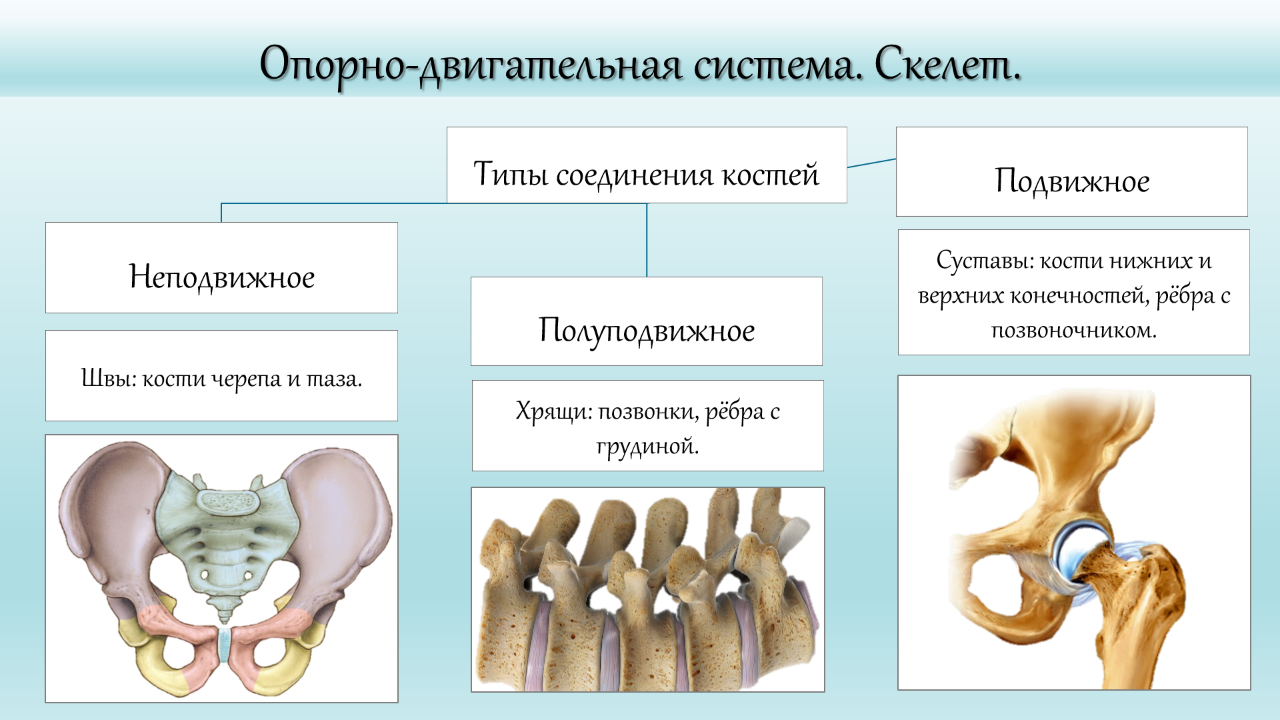 Опорно-двигательная система. Скелет.
Типы соединения костей
Подвижное
Суставы: кости нижних и
верхних конечностей, рёбра с
позвоночником.
Неподвижное
Швы: кости черепа и таза.
Полуподвижное
Хрящи: позвонки, рёбра с
грудиной.